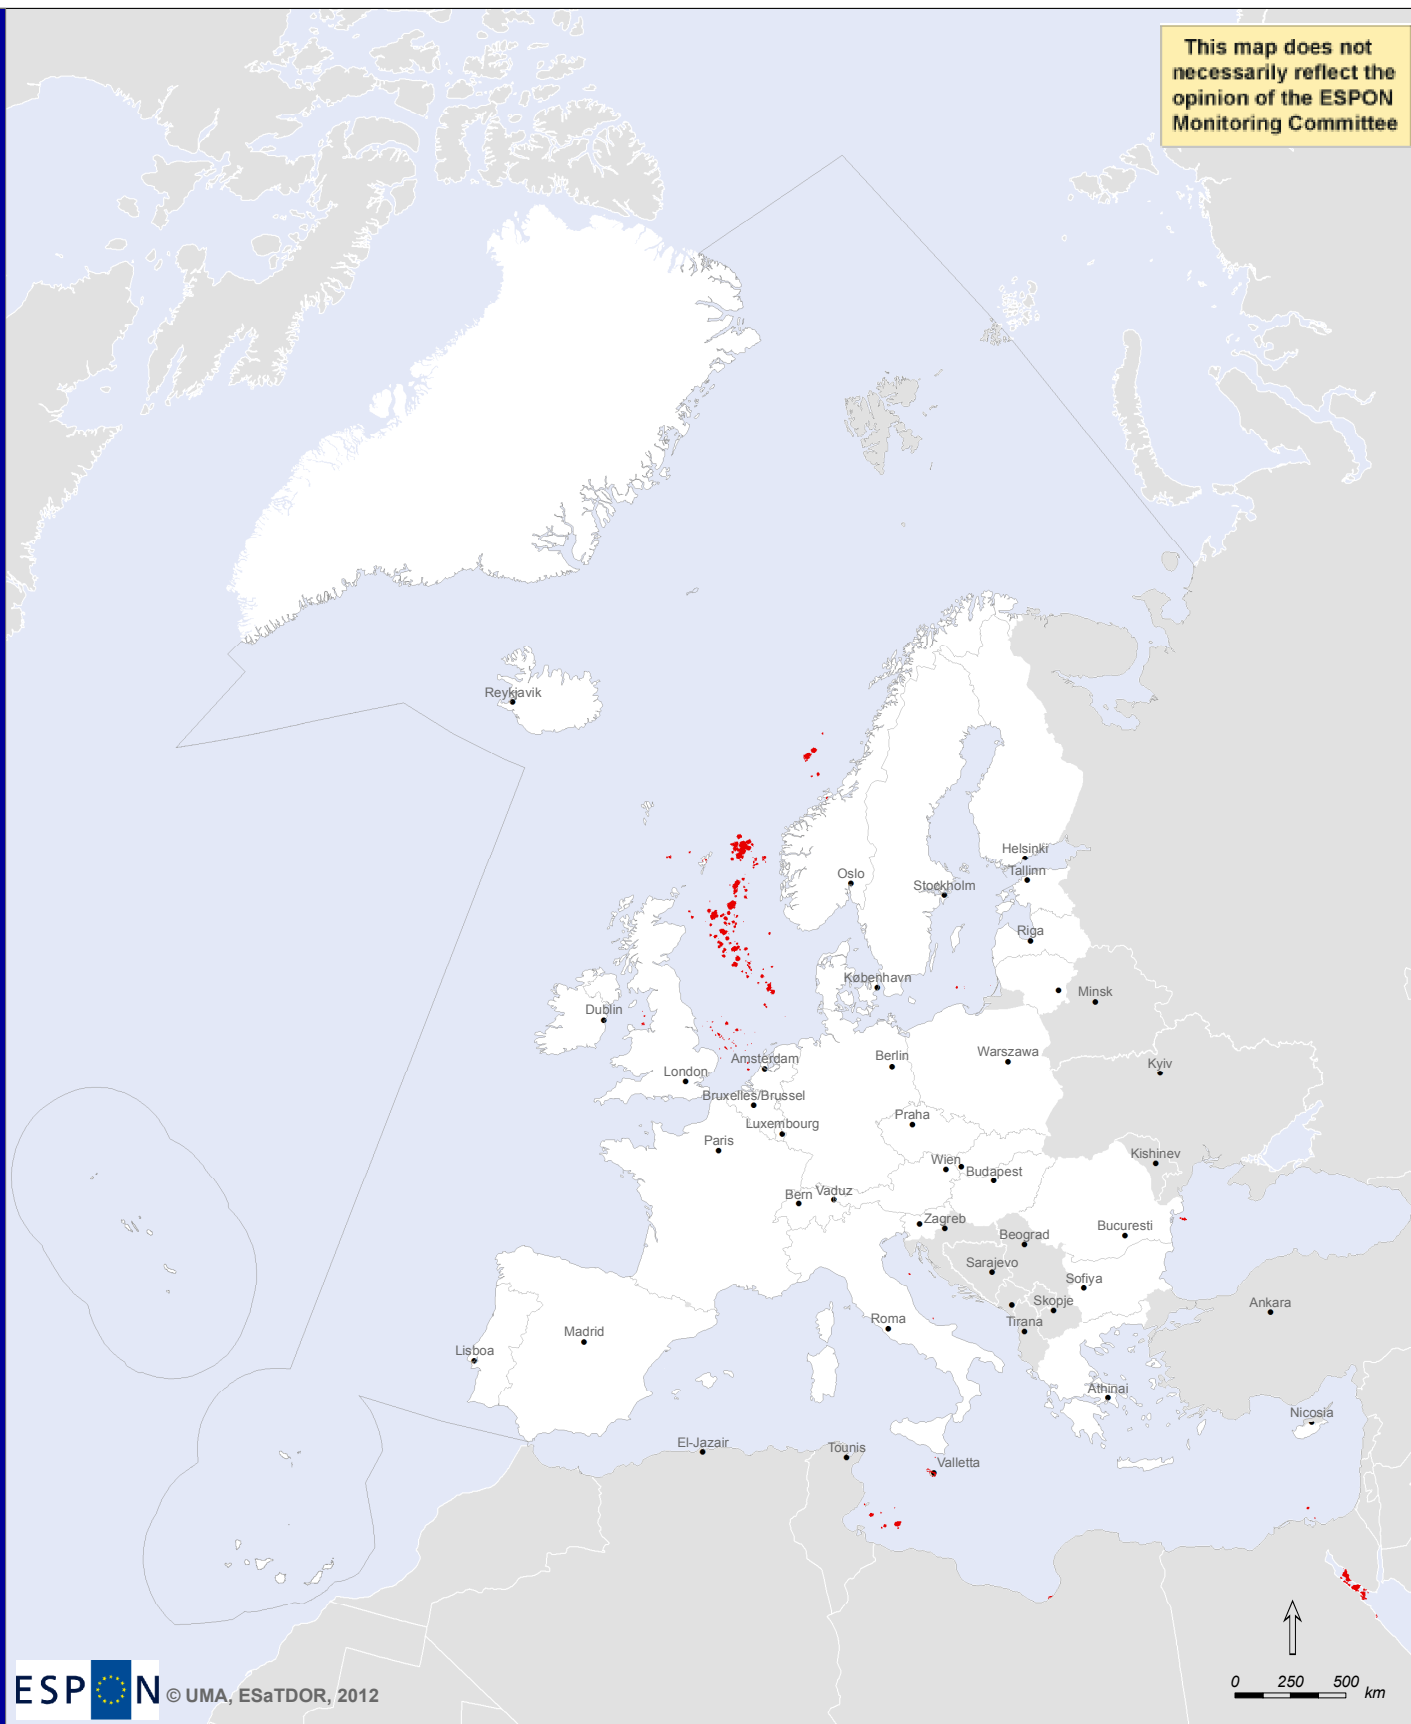 This map does not
necessarily reflect the
opinion of the ESPON
Monitoring Committee
Reykjavik
Helsinki
Tallinn
Oslo
Stockholm
Riga
København
Minsk
Dublin
Amsterdam
Berlin
Warszawa
London
Kyiv
Bruxelles/Brussel
Praha
Luxembourg
Paris
Kishinev
Wien
Budapest
Bern
Vaduz
Zagreb
Bucuresti
Beograd
Sarajevo
Sofiya
Skopje
Ankara
Roma
Tirana
Madrid
Lisboa
Athinai
Nicosia
El-Jazair
Tounis
Valletta
0 250 500
km
ESPON © UMA, ESaTDOR, 2012